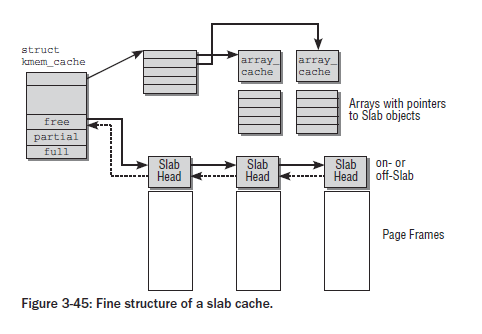 struct
kmem_cache
array_
cache
array_
cache
Arrays with pointers
to Slab objects
free
partial
full
Slab
Head
Slab
Head
Slab
Head
on- or
off-Slab
Page Frames
Figure 3-45: Fine structure of a slab cache.